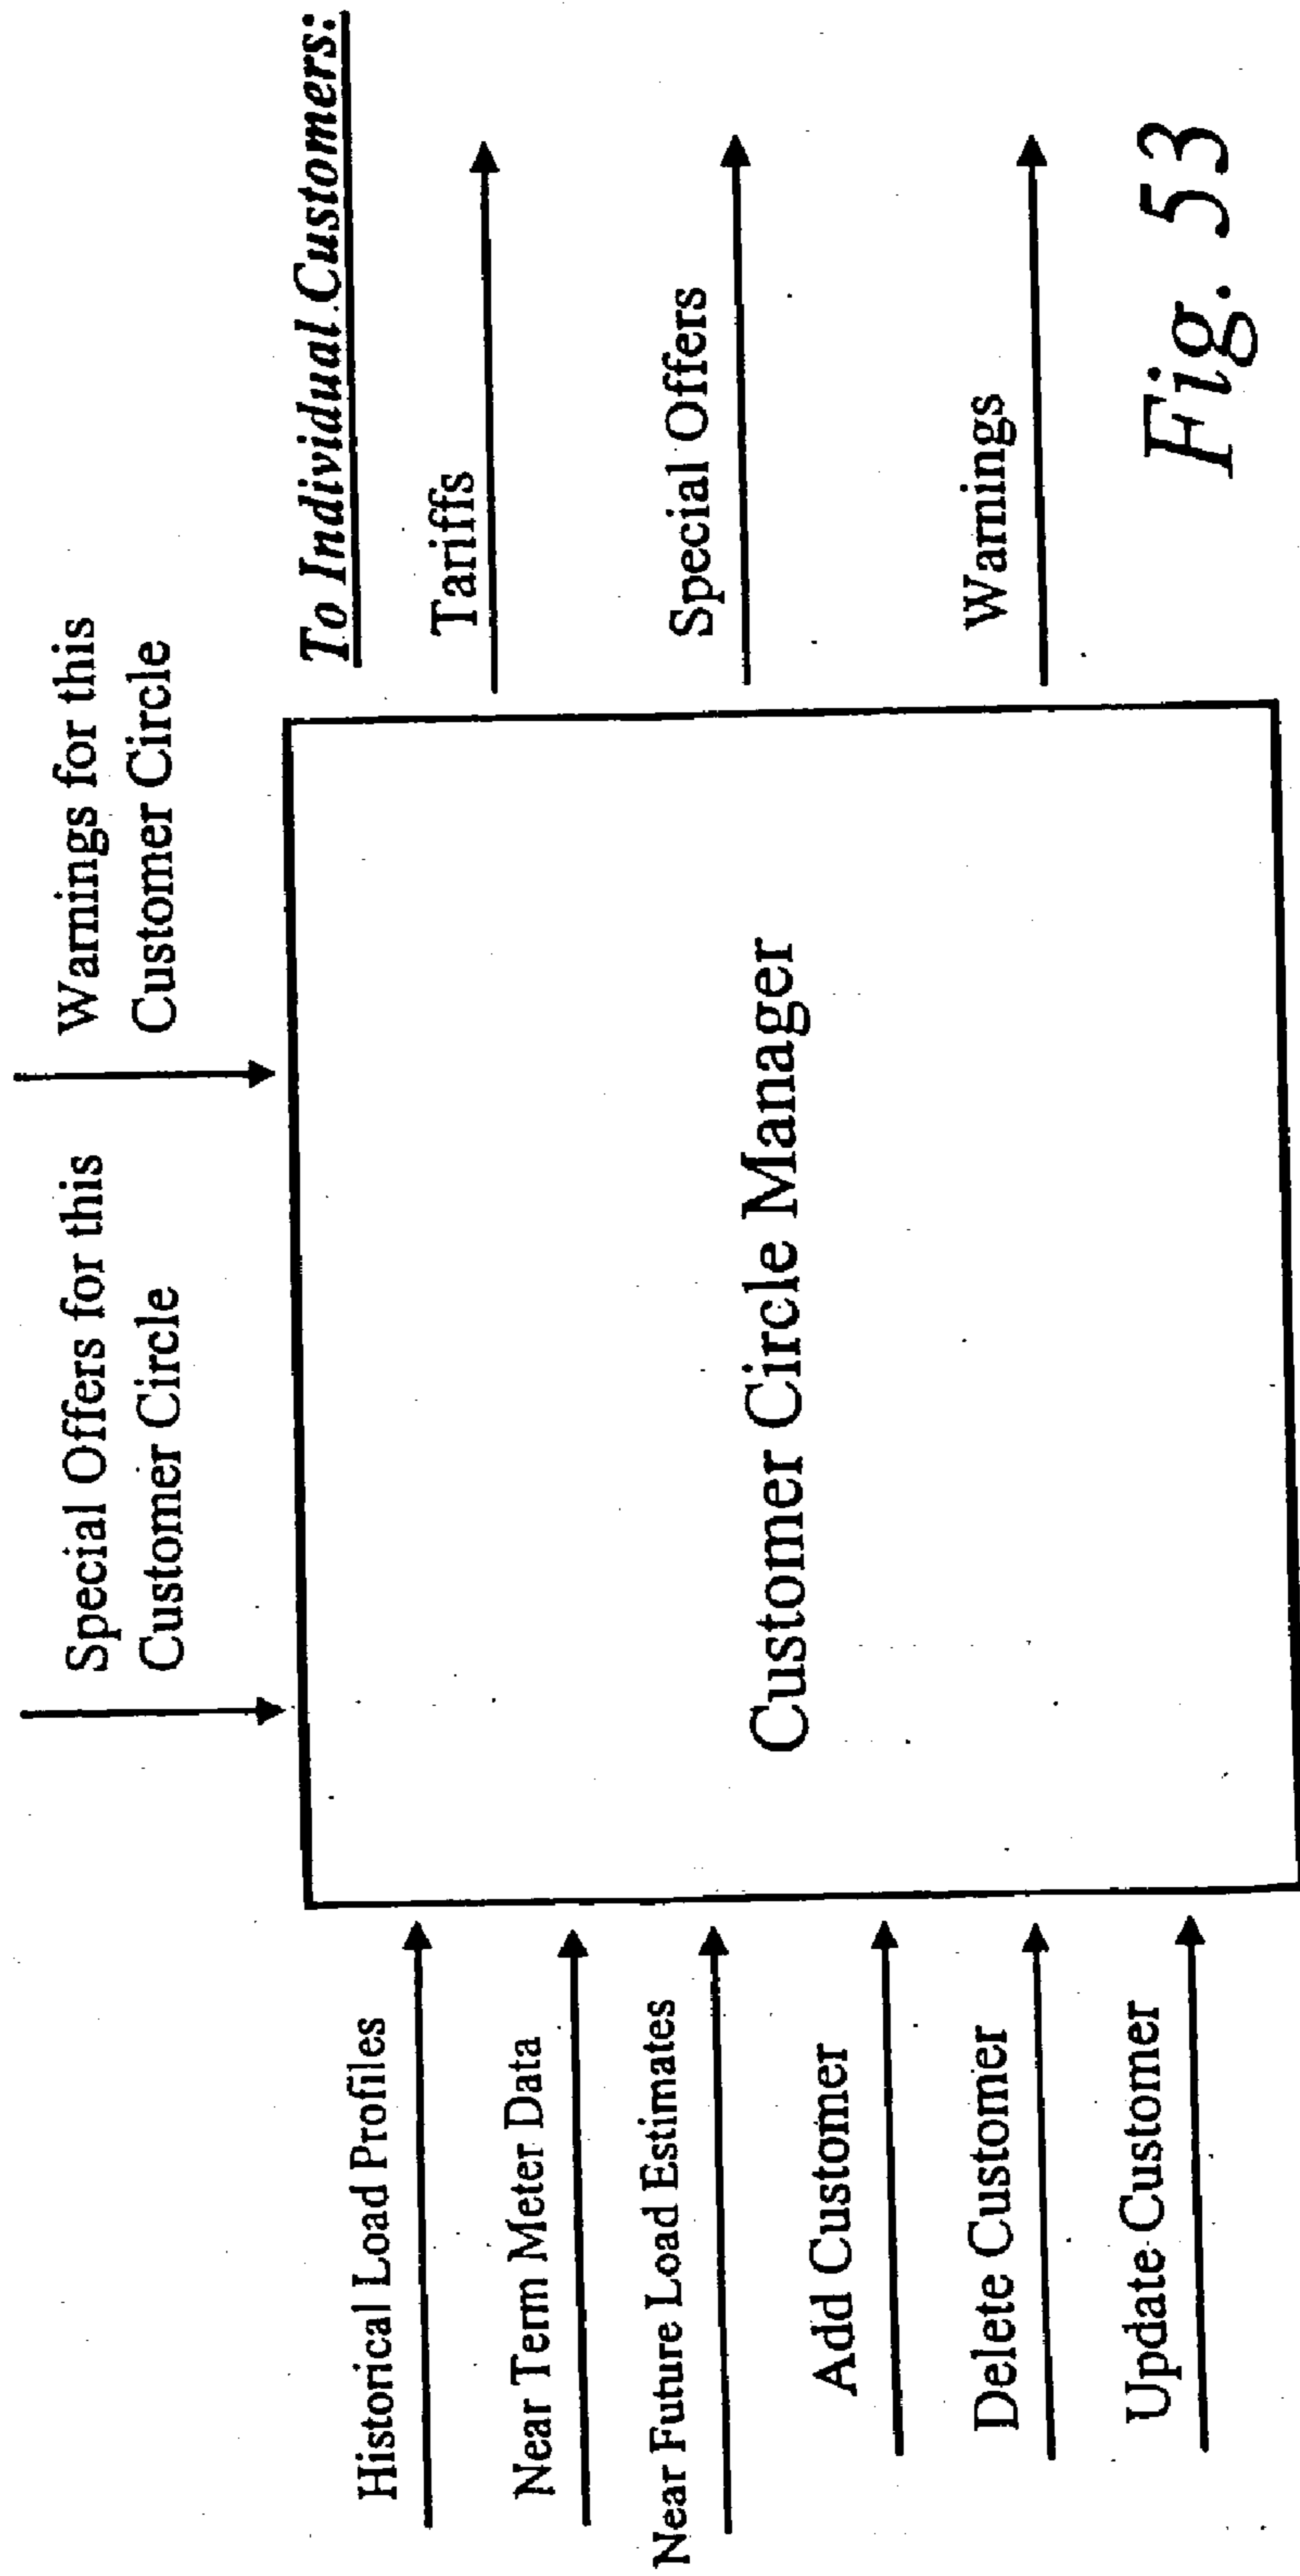 Special Offers for this
Customer Circle
Warnings for this
Customer Circle
To Individual Customers:
Historical Load Profiles
Near Term Meter Data
Near Future Load Estimates
Add Customer
Delete Customer
Update Customer
Customer Circle Manager
Tariffs
Special Offers
Warnings
Fig. 53